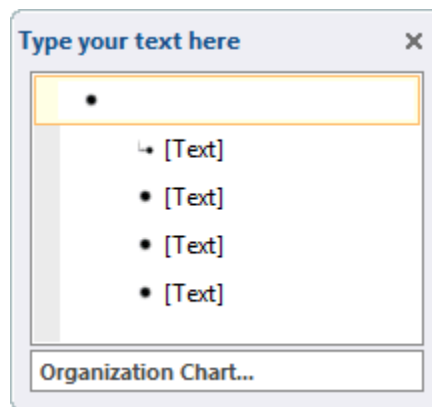 Type your text here
[Text]
[Text]
[Text]
[Text]
Organization Chart...